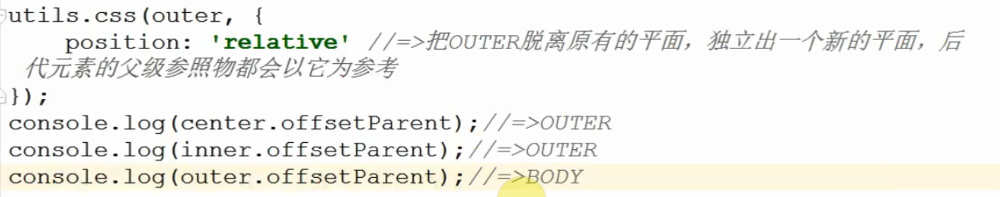 utils.css(outer, {
    position: 'relative' //=>把OUTER脱离原有的平面，独立出一个新的平面，后
代元素的父级参照物都会以它为参考
});
console.log(center.offsetParent);//=>OUTER
console.log(inner.offsetParent);//=>OUTER
console.log(outer.offsetParent);//=>BODY